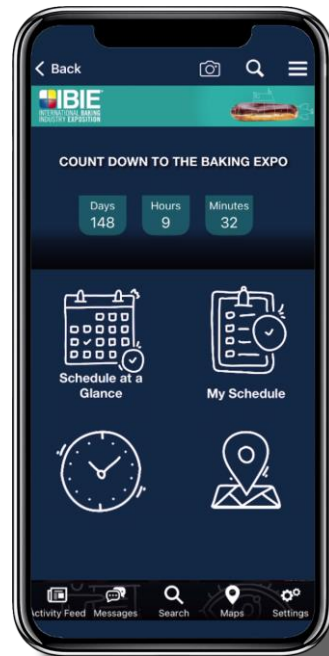 Back
IBIE
INTERNATIONAL BAKING
INDUSTRY EXPOSITION
COUNT DOWN TO THE BAKING EXPO
Days Hours Minutes
148 9 32
Schedule at a
Glance
My Schedule
ctivity Feed Messages Search Maps Settings